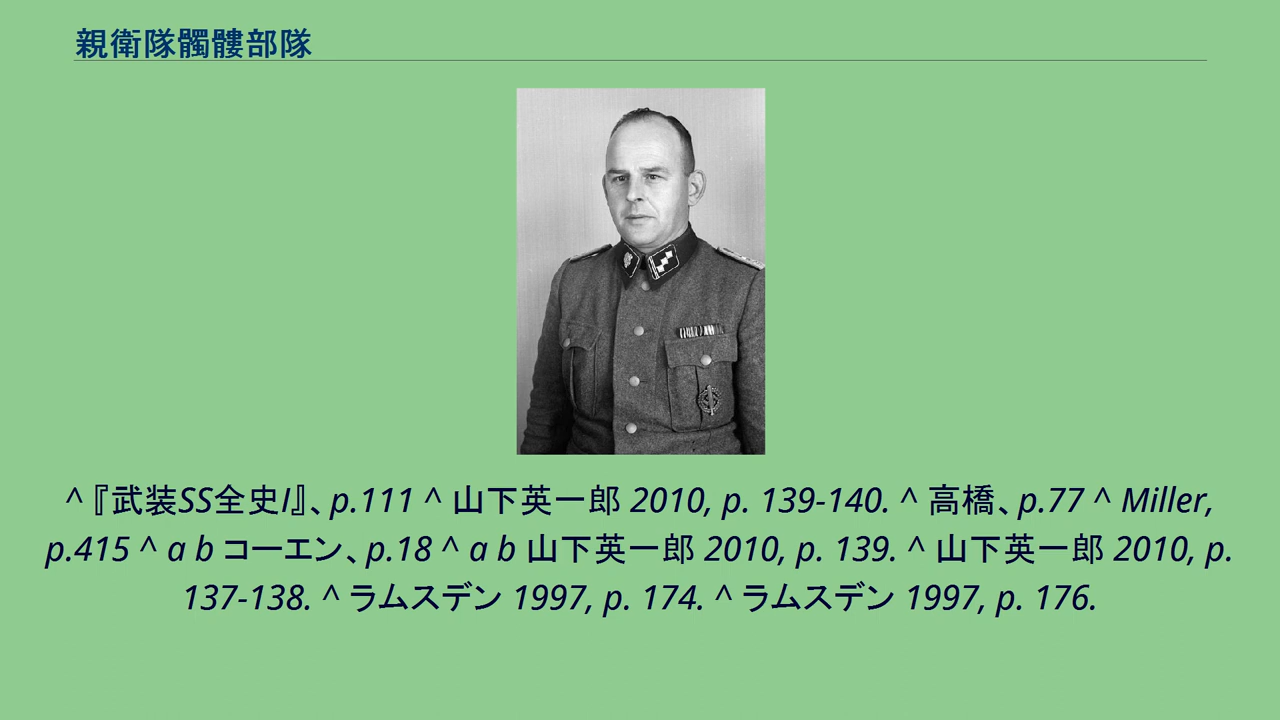 親衛隊髑髏部隊
^『武装SS全史I』、p.111 ^ 山下英一郎 2010, p. 139-140. ^ 高橋、p.77 ^ Miller,
p.415 ^ a b コーエン、p.18 ^ a b 山下英一郎 2010, p. 139. ^ 山下英一郎 2010, p.
137-138. ^ ラムスデン 1997, p. 174. ^ ラムスデン 1997, p. 176.